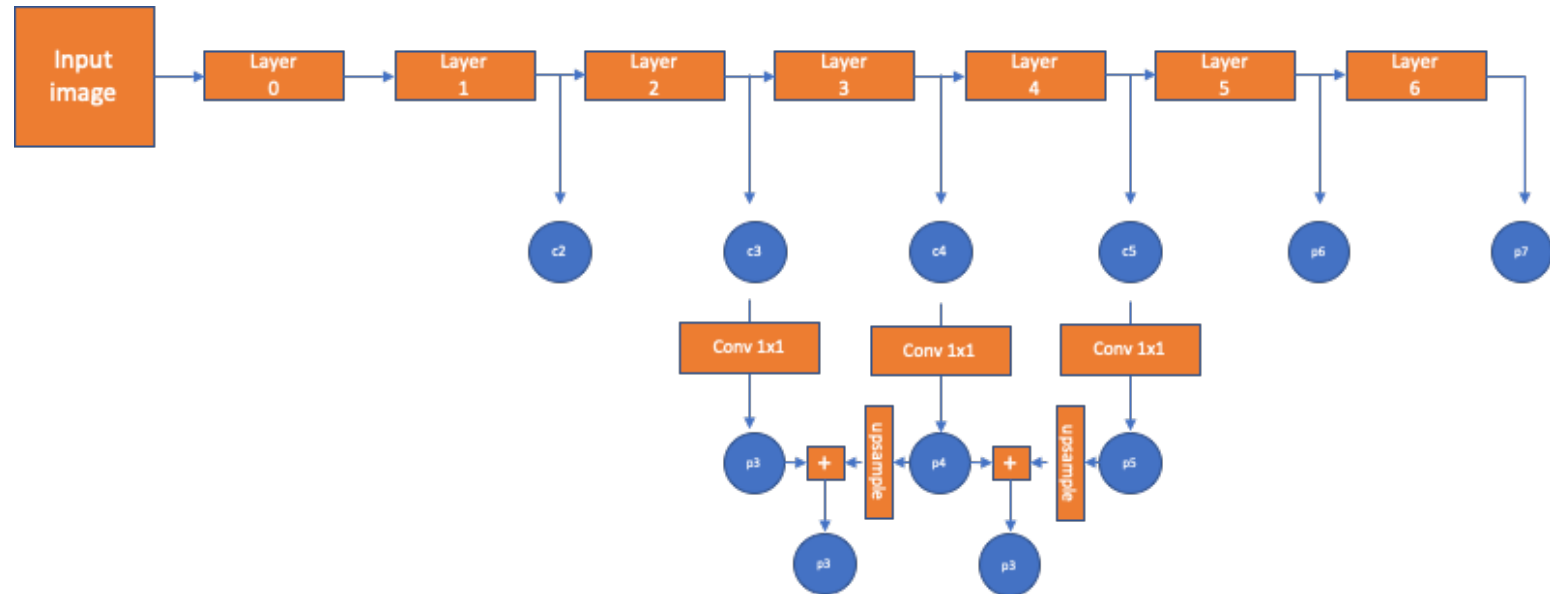 Input
image
Layer
0
Layer
1
Layer
2
Layer
3
Layer
4
Layer
5
Layer
6
c2
c3
c4
c5
p6
p7
Conv 1x1
Conv 1x1
Conv 1x1
p3
+
upsample
p4
+
upsample
p5
p3
p3